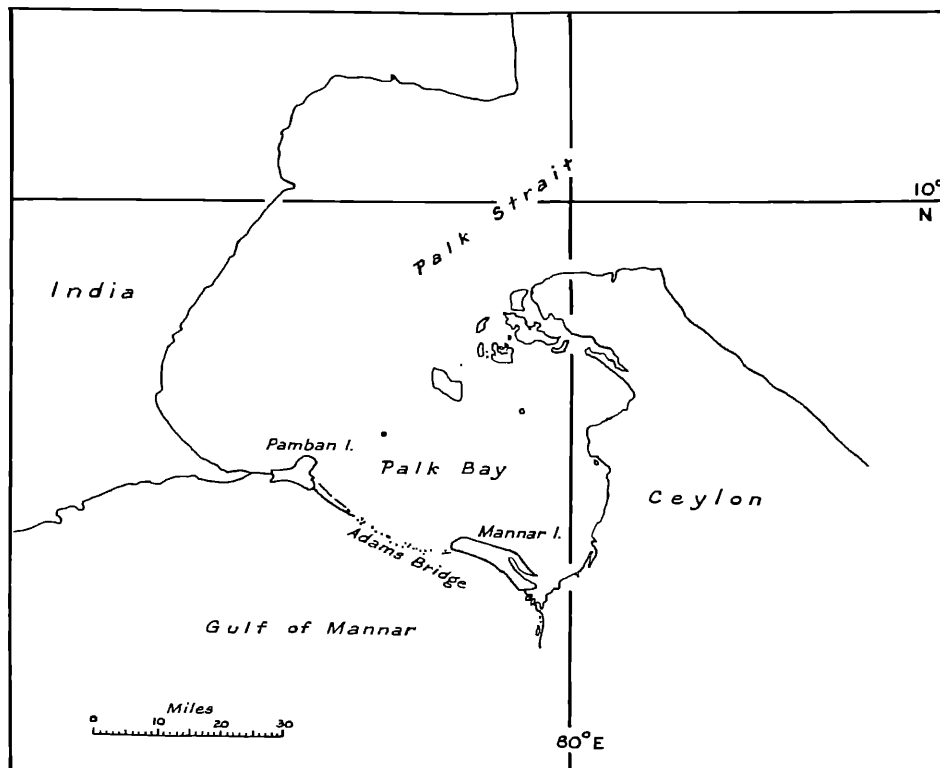 Palk Strait
10°
N
India
Pamban I.
Palk Bay
Ceylon
Mannar I.
Adams Bridge
Gulf of Mannar
Miles
0 10 20 30
80°E